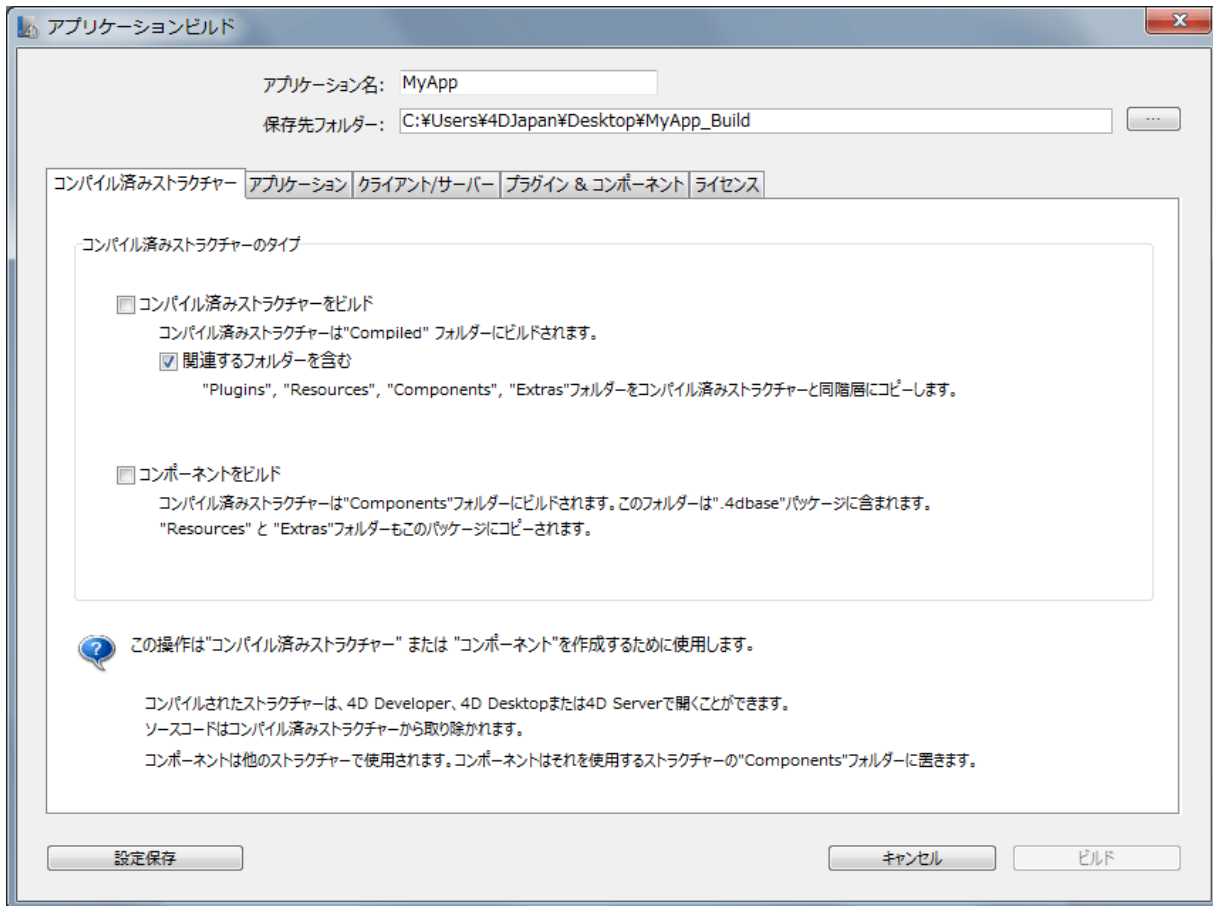 アプリケーションビルド
アプリケーション名: MyApp
保存先フォルダー: C:¥Users¥4DJapan¥Desktop¥MyApp_Build ...
コンパイル済みストラクチャー アプリケーション クライアント/サーバー プラグイン & コンポーネント ライセンス
コンパイル済みストラクチャーのタイプ
コンパイル済みストラクチャーをビルド
コンパイル済みストラクチャーは"Compiled" フォルダーにビルドされます。
関連するフォルダーを含む
"Plugins", "Resources", "Components", "Extras"フォルダーをコンパイル済みストラクチャーと同階層にコピーします。
コンポーネントをビルド
コンパイル済みストラクチャーは"Components"フォルダーにビルドされます。このフォルダーは".4dbase"パッケージに含まれます。
"Resources" と "Extras"フォルダーもこのパッケージにコピーされます。
この操作は"コンパイル済みストラクチャー" または "コンポーネント"を作成するために使用します。
コンパイルされたストラクチャーは、4D Developer、4D Desktopまたは4D Serverで開くことができます。
ソースコードはコンパイル済みストラクチャーから取り除かれます。
コンポーネントは他のストラクチャーで使用されます。コンポーネントはそれを使用するストラクチャーの"Components"フォルダーに置きます。
設定保存 キャンセル ビルド